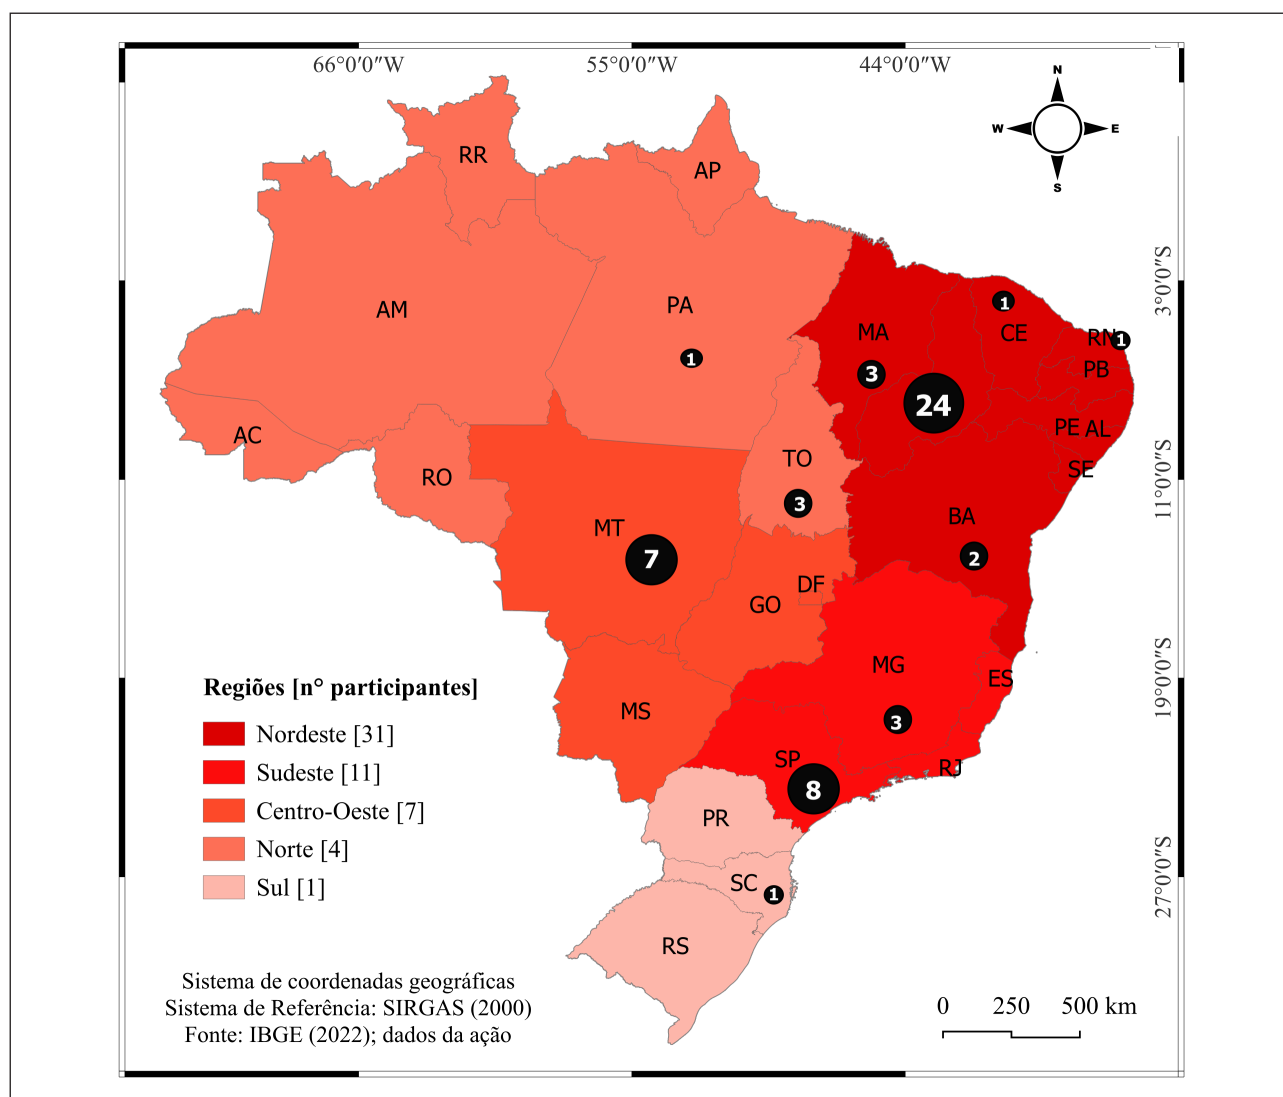 66°0′0″W 55°0′0″W 44°0′0″W
N
W E
S
3°0′0″S
11°0′0″S
19°0′0″S
27°0′0″S
RR
AP
AM
PA
1
MA
3
1
CE
RN 1
PB
24
PE AL
SE
AC
RO
TO
3
BA
2
MT
7
DF
GO
MG
3
ES
MS
SP
8
RJ
PR
SC
1
RS
Regiões [n° participantes]
Nordeste [31]
Sudeste [11]
Centro-Oeste [7]
Norte [4]
Sul [1]
Sistema de coordenadas geográficas
Sistema de Referência: SIRGAS (2000)
Fonte: IBGE (2022); dados da ação
0 250 500 km